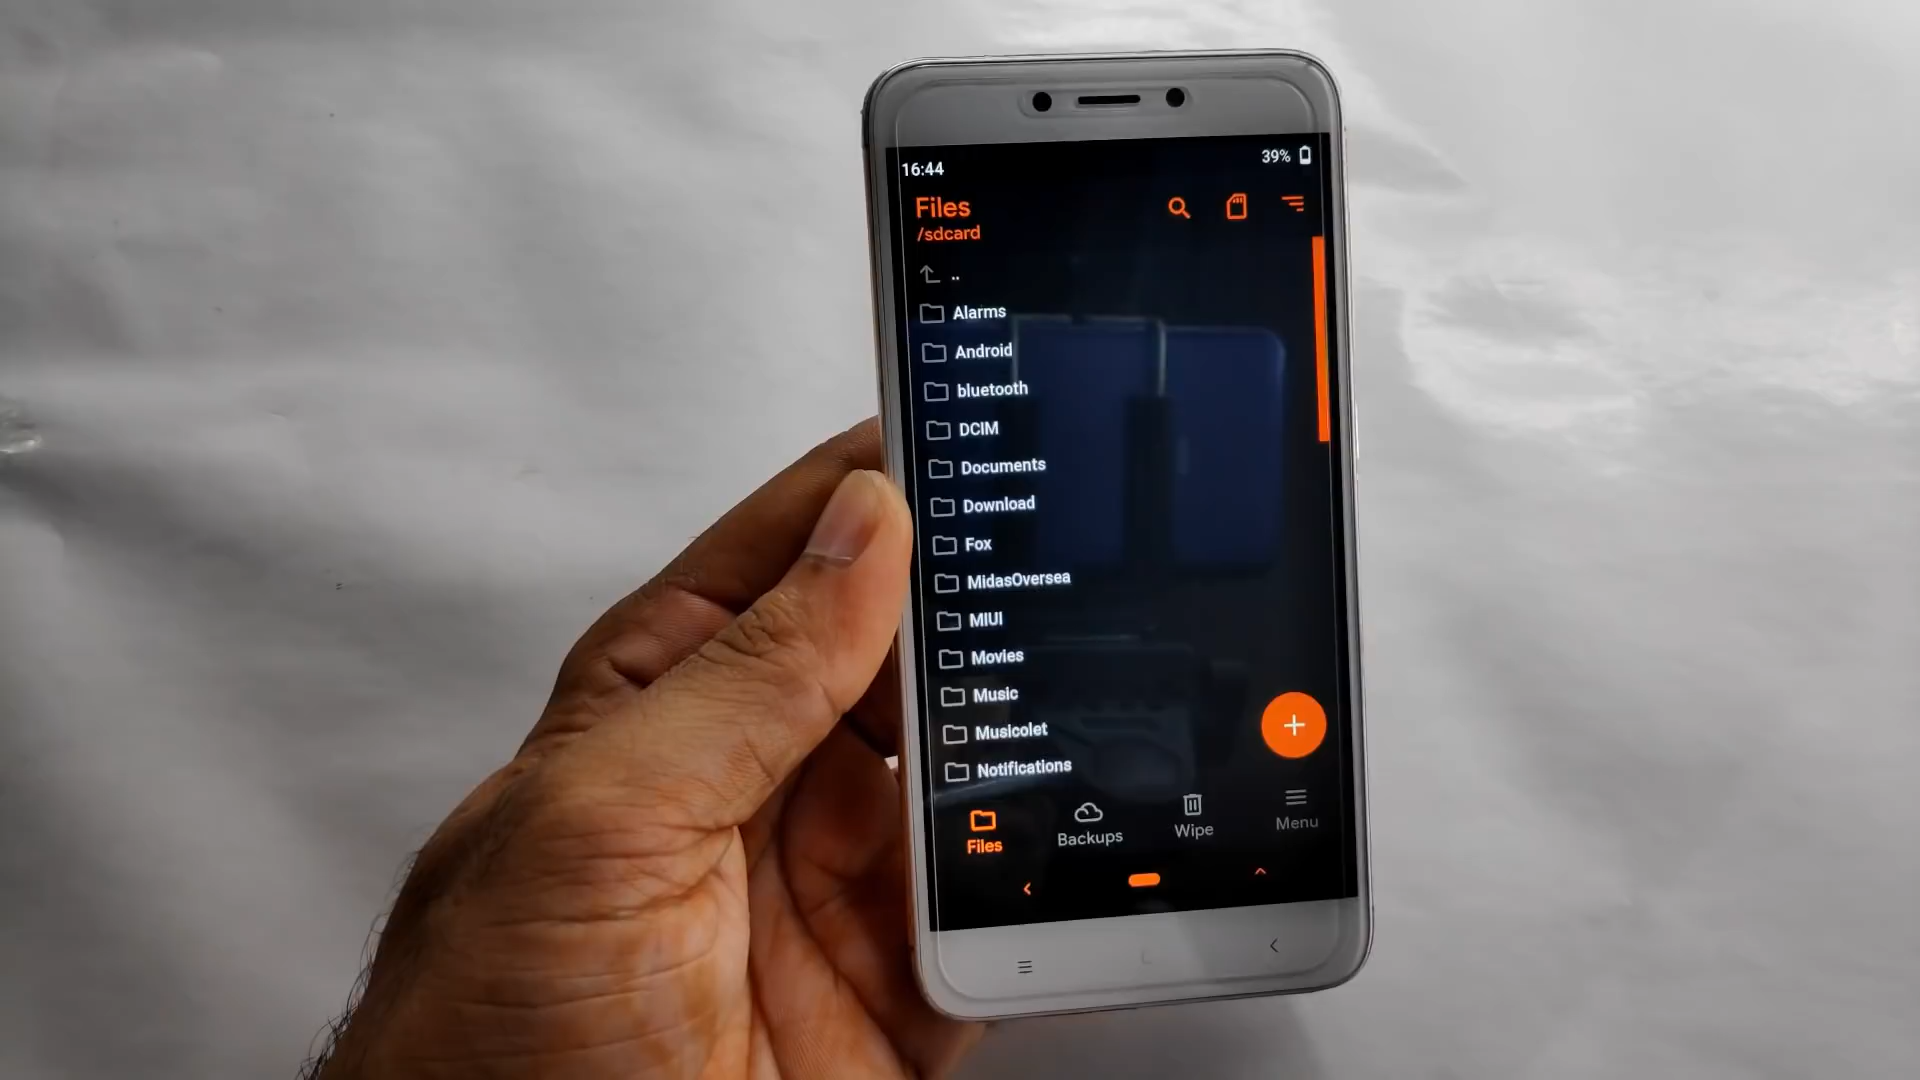 16:44
39%
Files
/sdcard
..
Alarms
Android
bluetooth
DCIM
Documents
Download
Fox
MidasOversea
MIUI
Movies
Music
Musicolet
Notifications
Files
Backups
Wipe
Menu